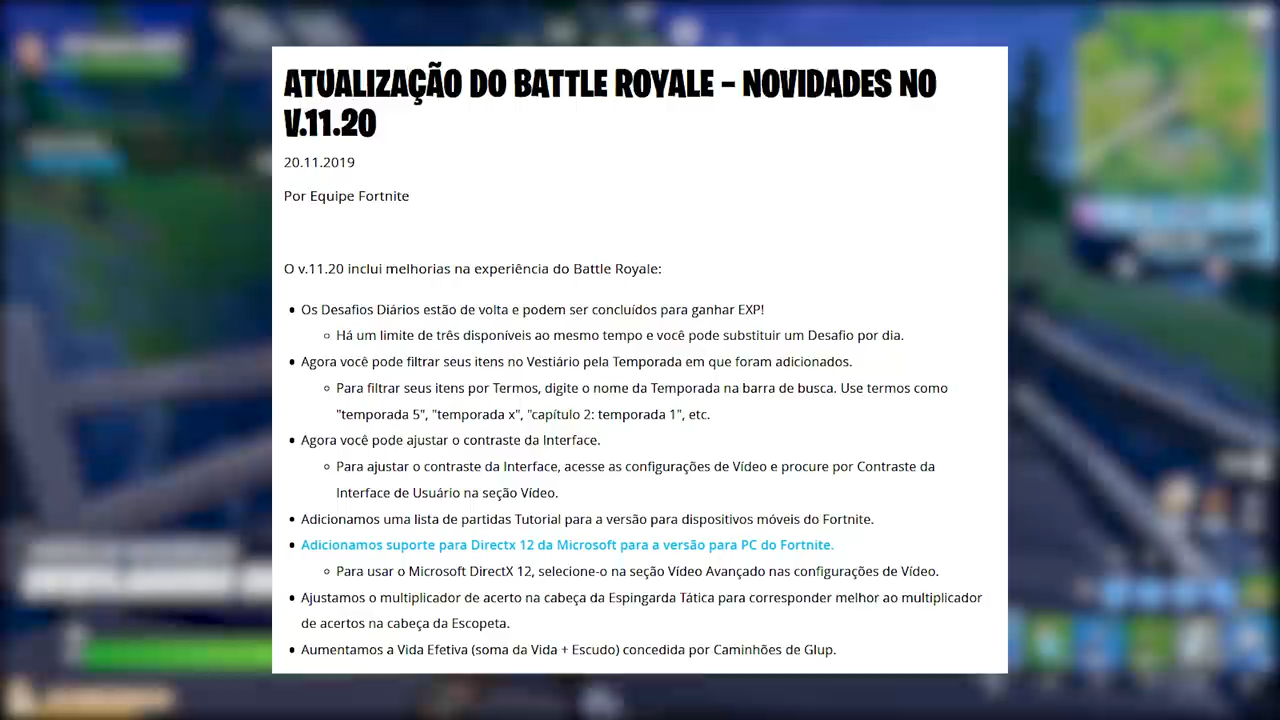 ATUALIZAÇÃO DO BATTLE ROYALE – NOVIDADES NO
V.11.20
20.11.2019
Por Equipe Fortnite
O v.11.20 inclui melhorias na experiência do Battle Royale:
• Os Desafios Diários estão de volta e podem ser concluídos para ganhar EXP!
◦ Há um limite de três disponíveis ao mesmo tempo e você pode substituir um Desafio por dia.
• Agora você pode filtrar seus itens no Vestiário pela Temporada em que foram adicionados.
◦ Para filtrar seus itens por Termos, digite o nome da Temporada na barra de busca. Use termos como
"temporada 5", "temporada x", "capítulo 2: temporada 1", etc.
• Agora você pode ajustar o contraste da Interface.
◦ Para ajustar o contraste da Interface, acesse as configurações de Vídeo e procure por Contraste da
Interface de Usuário na seção Vídeo.
• Adicionamos uma lista de partidas Tutorial para a versão para dispositivos móveis do Fortnite.
• Adicionamos suporte para Directx 12 da Microsoft para a versão para PC do Fortnite.
◦ Para usar o Microsoft DirectX 12, selecione-o na seção Vídeo Avançado nas configurações de Vídeo.
• Ajustamos o multiplicador de acerto na cabeça da Espingarda Tática para corresponder melhor ao multiplicador
de acertos na cabeça da Escopeta.
• Aumentamos a Vida Efetiva (soma da Vida + Escudo) concedida por Caminhões de Glup.